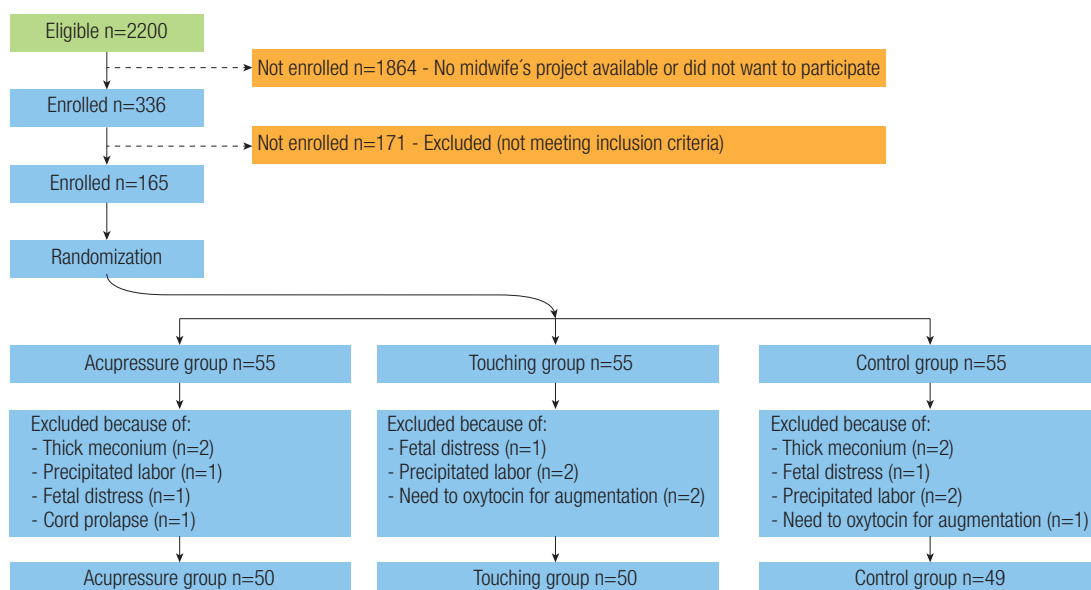 Eligible n=2200
Not enrolled n=1864 - No midwife´s project available or did not want to participate
Enrolled n=336
Not enrolled n=171 - Excluded (not meeting inclusion criteria)
Enrolled n=165
Randomization
Acupressure group n=55
Touching group n=55
Control group n=55
Excluded because of:
- Thick meconium (n=2)
- Precipitated labor (n=1)
- Fetal distress (n=1)
- Cord prolapse (n=1)
Excluded because of:
- Fetal distress (n=1)
- Precipitated labor (n=2)
- Need to oxytocin for augmentation (n=2)
Excluded because of:
- Thick meconium (n=2)
- Fetal distress (n=1)
- Precipitated labor (n=2)
- Need to oxytocin for augmentation (n=1)
Acupressure group n=50
Touching group n=50
Control group n=49